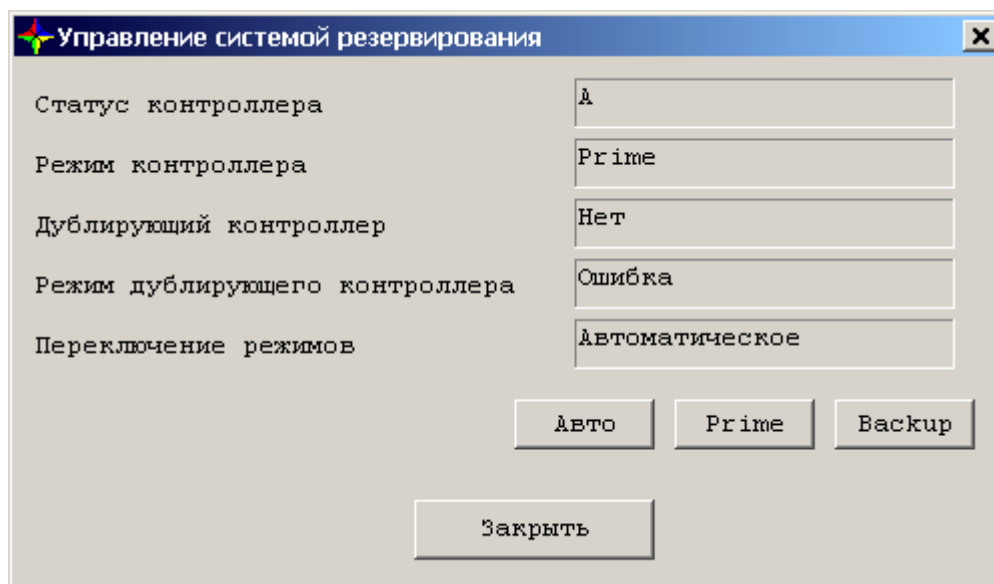 Управление системой резервирования
Статус контроллера A
Режим контроллера Prime
Дублирующий контроллер Нет
Режим дублирующего контроллера Ошибка
Переключение режимов Автоматическое
Авто Prime Backup
Закрыть